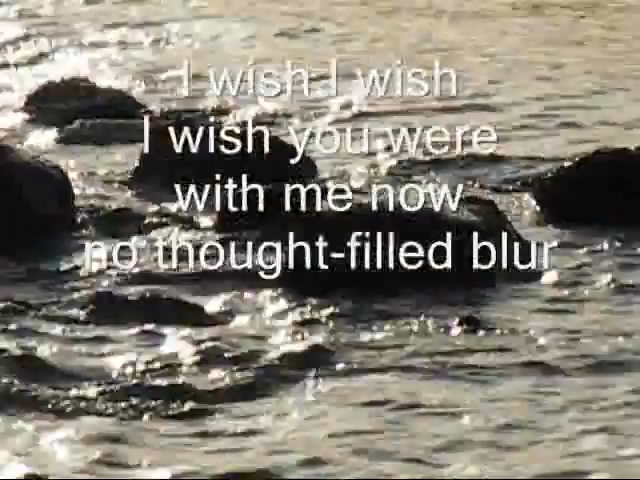 I wish I wish
I wish you were
with me now
no thought-filled blur